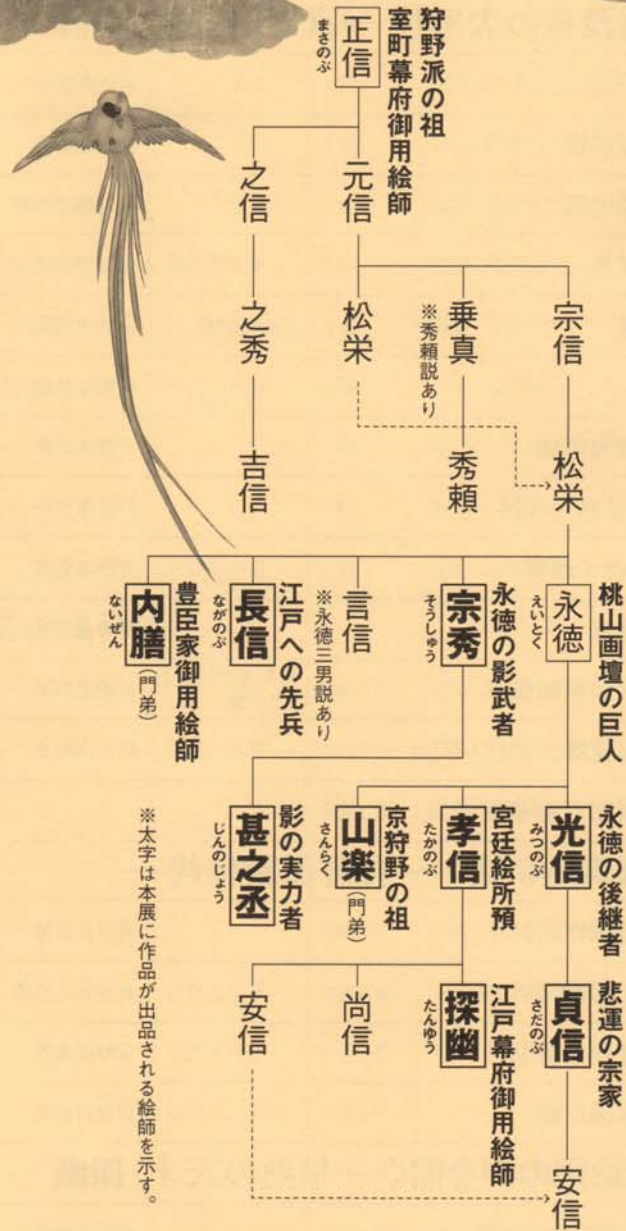 狩野派の祖
室町幕府御用絵師
正信
まさのぶ
元信
之信
宗信
乗真
※秀頼説あり
松栄
之秀
松栄
秀頼
吉信
桃山画壇の巨人
永徳
えいとく
永徳の影武者
宗秀
そうしゅう
言信
※永徳三男説あり
江戸への先兵
長信
ながのぶ
豊臣家御用絵師
内膳(門弟)
ないぜん
永徳の後継者
光信
みつのぶ
宮廷絵所預
孝信
たかのぶ
京狩野の祖
山楽(門弟)
さんらく
影の実力者
甚之丞
じんのじょう
悲運の宗家
貞信
さだのぶ
江戸幕府御用絵師
探幽
たんゆう
尚信
安信
安信
※太字は本展に作品が出品される絵師を示す。